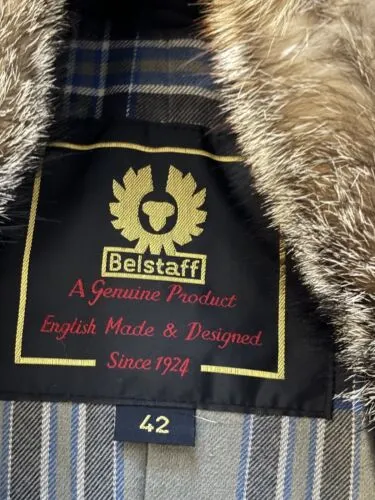 Belstaff
A Genuine Product
English Made & Designed
Since 1924
42